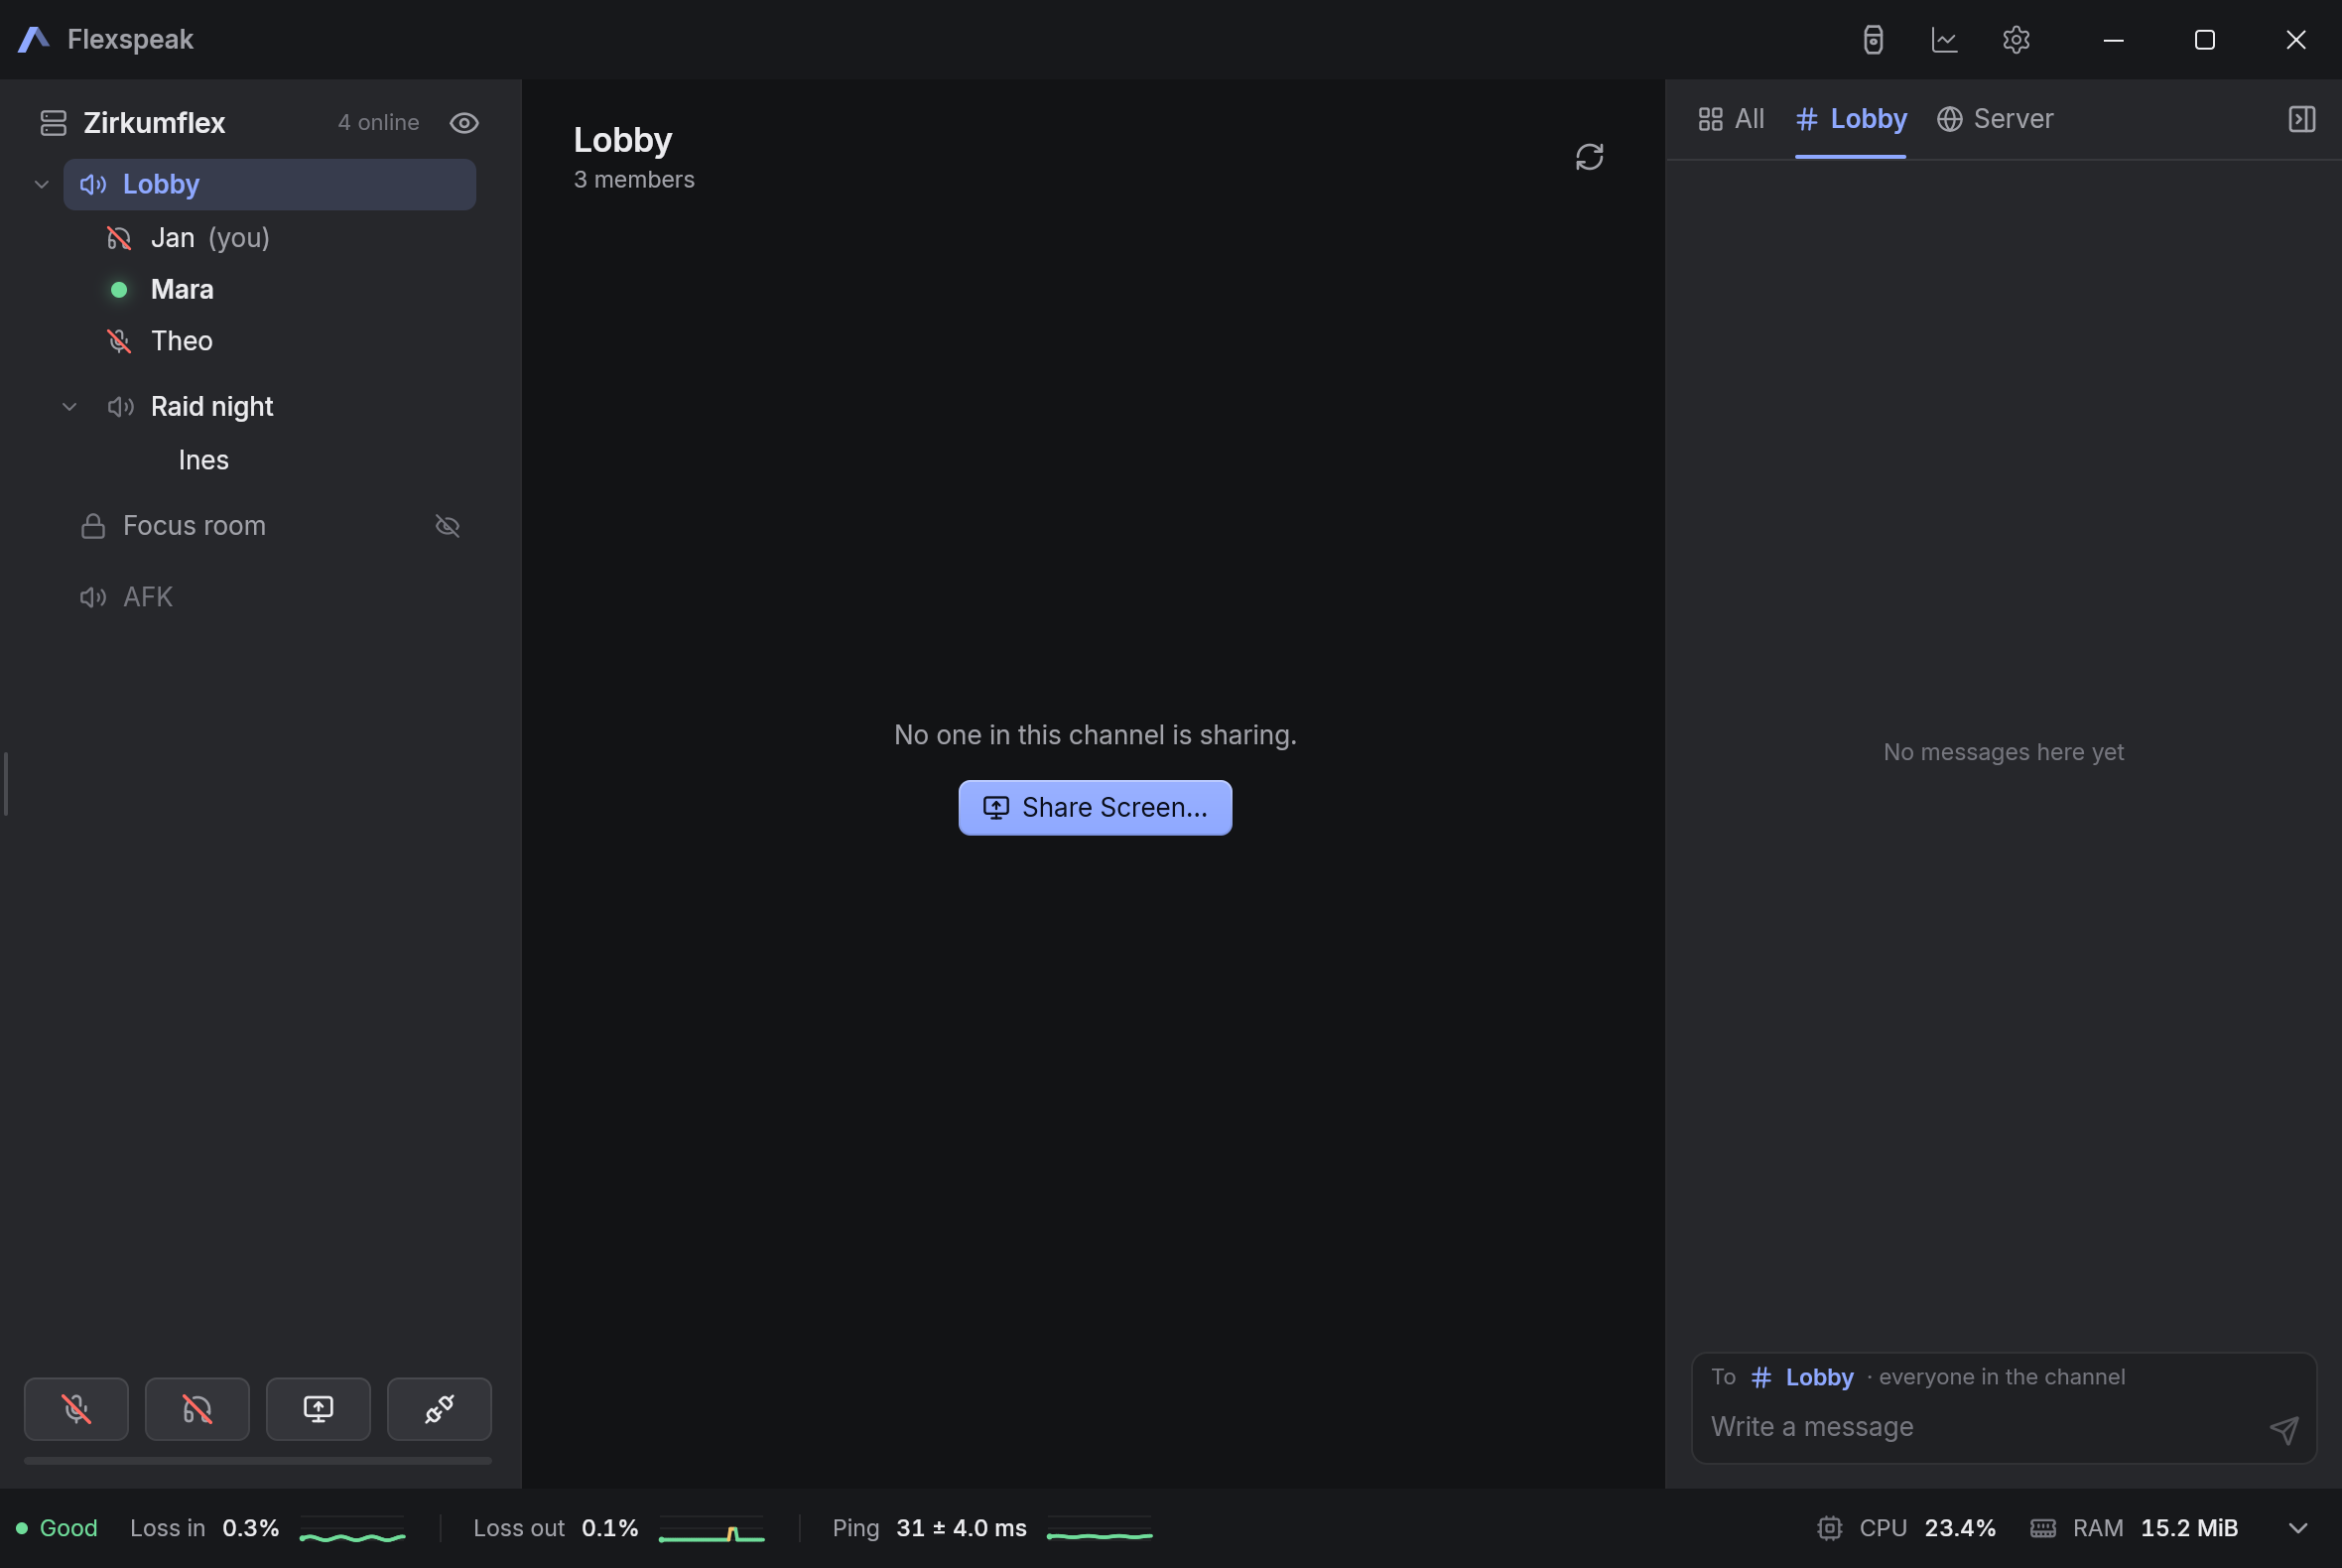 Flexspeak
Zirkumflex 4 online
Lobby
Jan (you)
Mara
Theo
Raid night
Ines
Focus room
AFK
Lobby
3 members
No one in this channel is sharing.
Share Screen...
All # Lobby Server
No messages here yet
To # Lobby · everyone in the channel
Write a message
Good Loss in 0.3% Loss out 0.1% Ping 31 ± 4.0 ms CPU 23.4% RAM 15.2 MiB